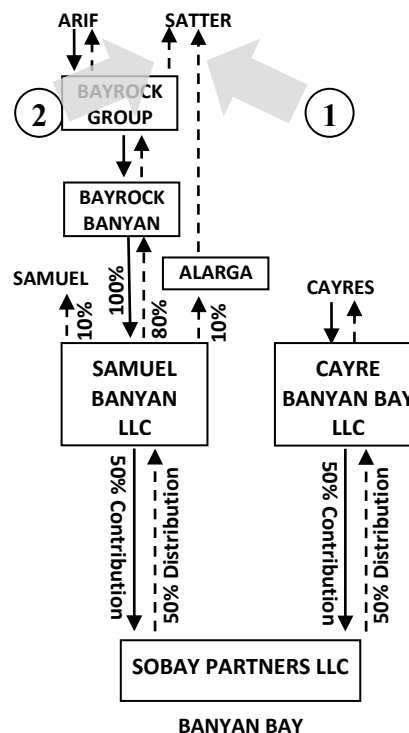 ARIF
SATTER
2
BAYROCK
GROUP
1
BAYROCK
BANYAN
SAMUEL
10%
100%
80%
10%
ALARGA
CAYRES
SAMUEL
BANYAN
LLC
CAYRE
BANYAN BAY
LLC
50% Contribution
50% Distribution
50% Contribution
50% Distribution
SOBAY PARTNERS LLC
BANYAN BAY